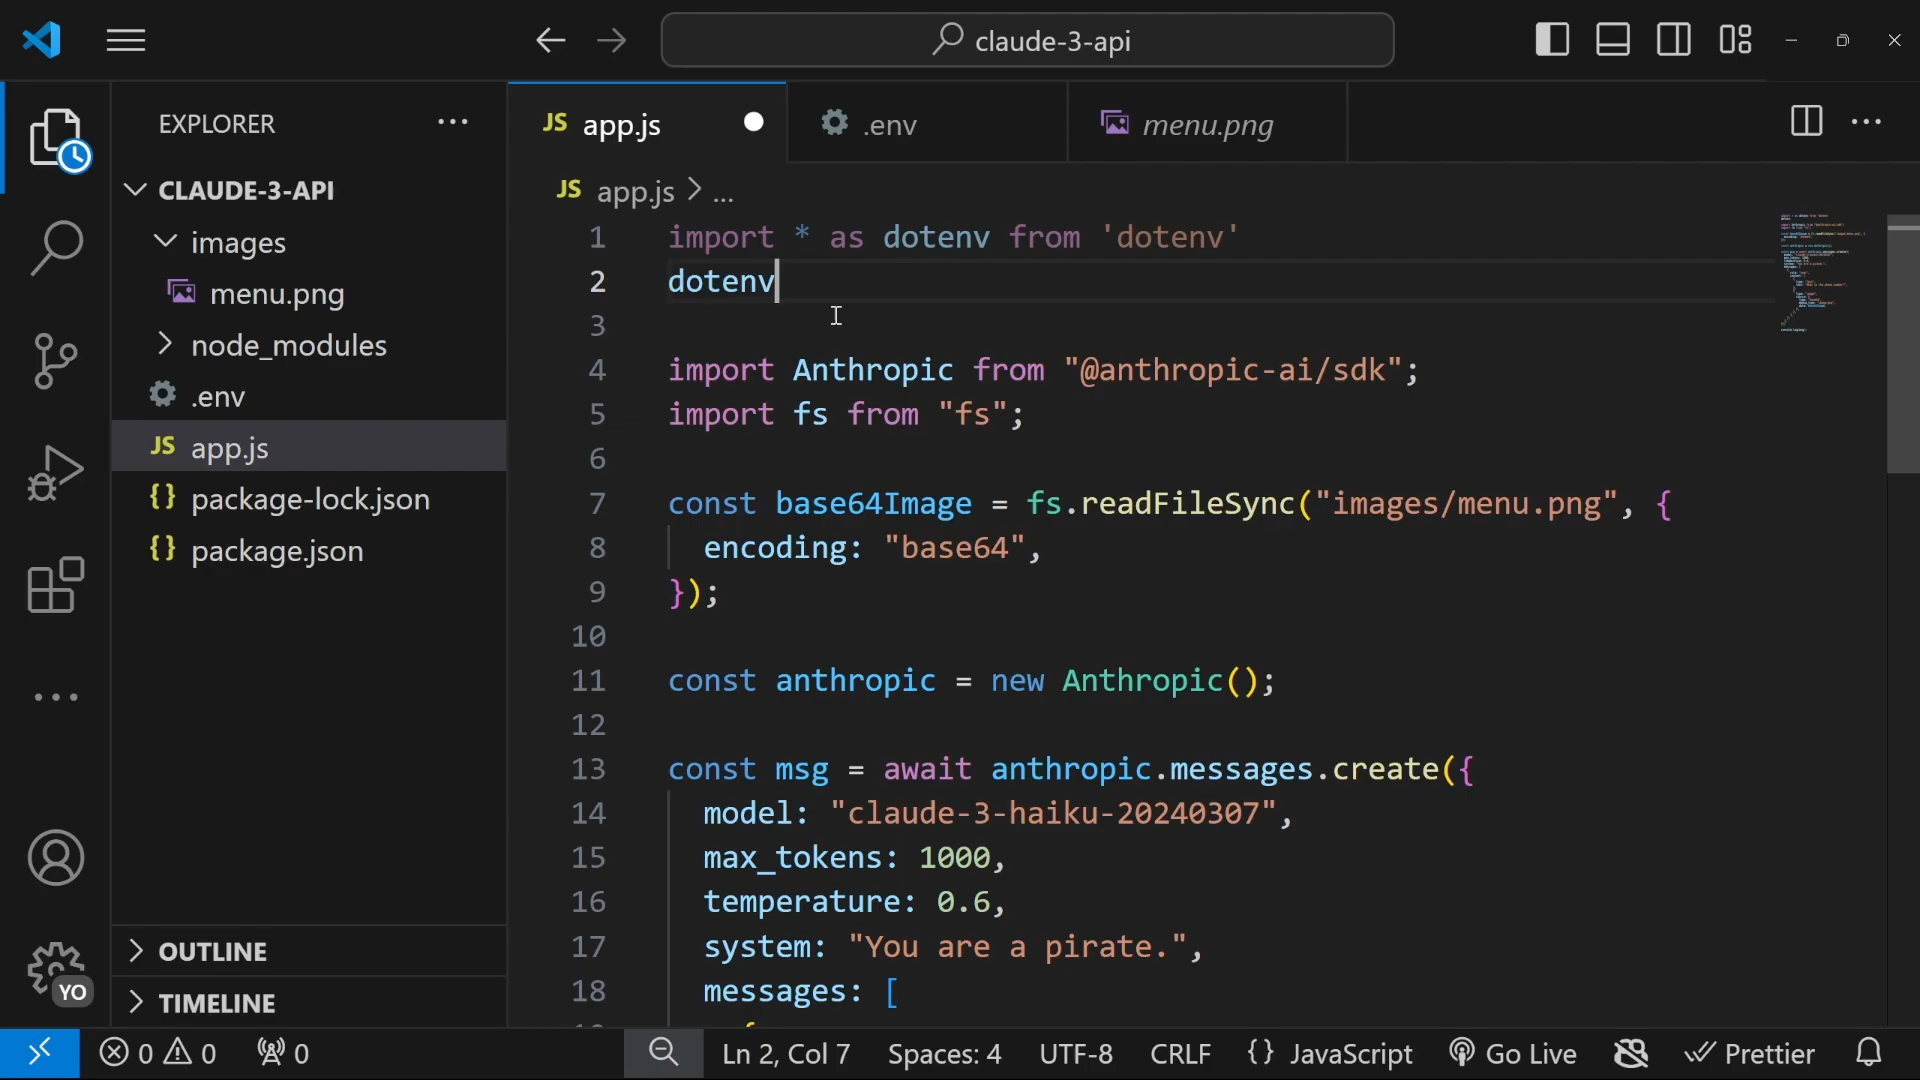 claude-3-api
EXPLORER
CLAUDE-3-API
images
menu.png
node_modules
.env
JS app.js
{} package-lock.json
{} package.json
OUTLINE
TIMELINE
YO
JS app.js
.env
menu.png
JS app.js > ...
1 import * as dotenv from 'dotenv'
2 dotenv
3
4 import Anthropic from "@anthropic-ai/sdk";
5 import fs from "fs";
6
7 const base64Image = fs.readFileSync("images/menu.png", {
8 encoding: "base64",
9 });
10
11 const anthropic = new Anthropic();
12
13 const msg = await anthropic.messages.create({
14 model: "claude-3-haiku-20240307",
15 max_tokens: 1000,
16 temperature: 0.6,
17 system: "You are a pirate.",
18 messages: [
0 0 0 Ln 2, Col 7 Spaces: 4 UTF-8 CRLF {} JavaScript Go Live Prettier